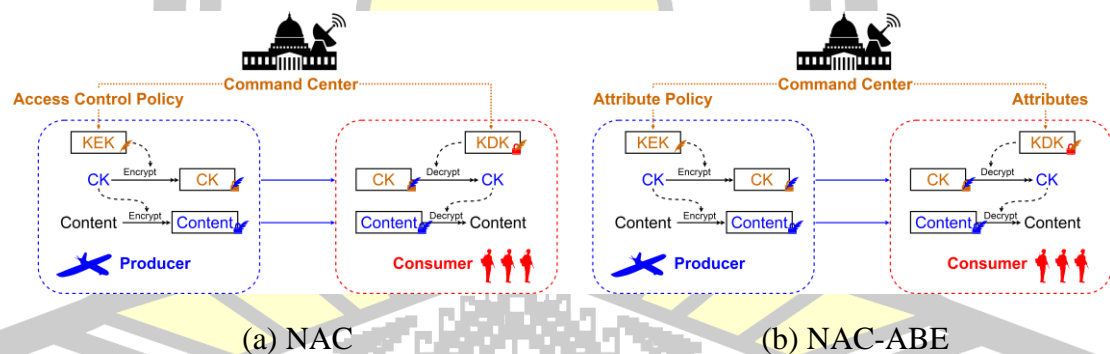 Command Center
Access Control Policy
KEK
KDK
CK Encrypt CK
CK Decrypt CK
Content Encrypt Content
Content Decrypt Content
Producer
Consumer
(a) NAC
Command Center
Attribute Policy
Attributes
KEK
KDK
CK Encrypt CK
CK Decrypt CK
Content Encrypt Content
Content Decrypt Content
Producer
Consumer
(b) NAC-ABE